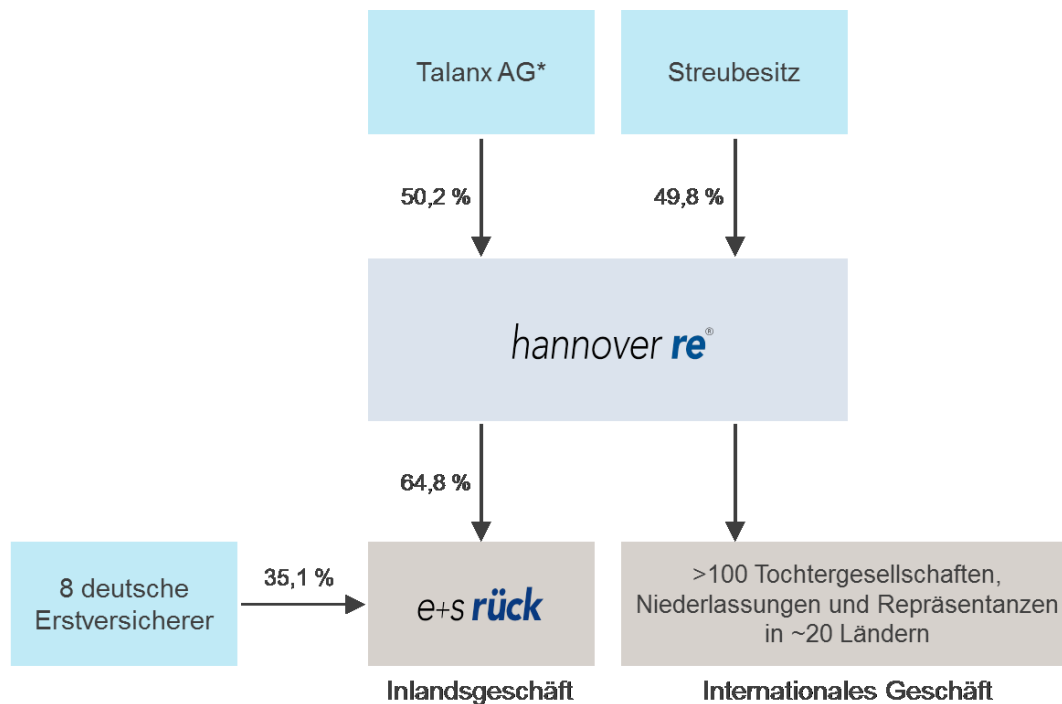 Talanx AG*
Streubesitz
50,2 %
49,8 %
hannover re®
64,8 %
8 deutsche
Erstversicherer
35,1 %
e+s rück
>100 Tochtergesellschaften,
Niederlassungen und Repräsentanzen
in ~20 Ländern
Inlandsgeschäft
Internationales Geschäft